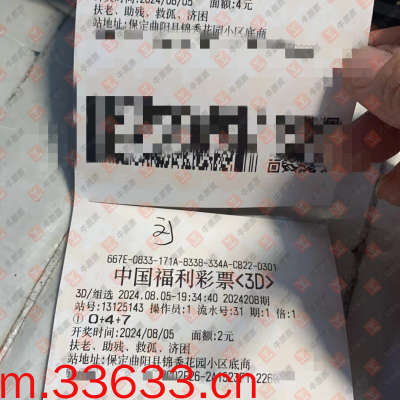 开奖时间:2024/08/05 面额:4元
扶老、助残、救孤、济困
站地址:保定曲阳县锦秀花园小区底商
667E-0833-171A-B33B-334A-C822-0301
中国福利彩票<3D>
3D/组选 2024.08.05-19:34:40 2024208期
站号:13125143 操作员:1 流水号:31 期:1 倍:1
① 0+4+7
开奖时间:2024/08/05 面额:2元
扶老、助残、救孤、济困
站地址:保定曲阳县锦秀花园小区底商
m.33633.cn